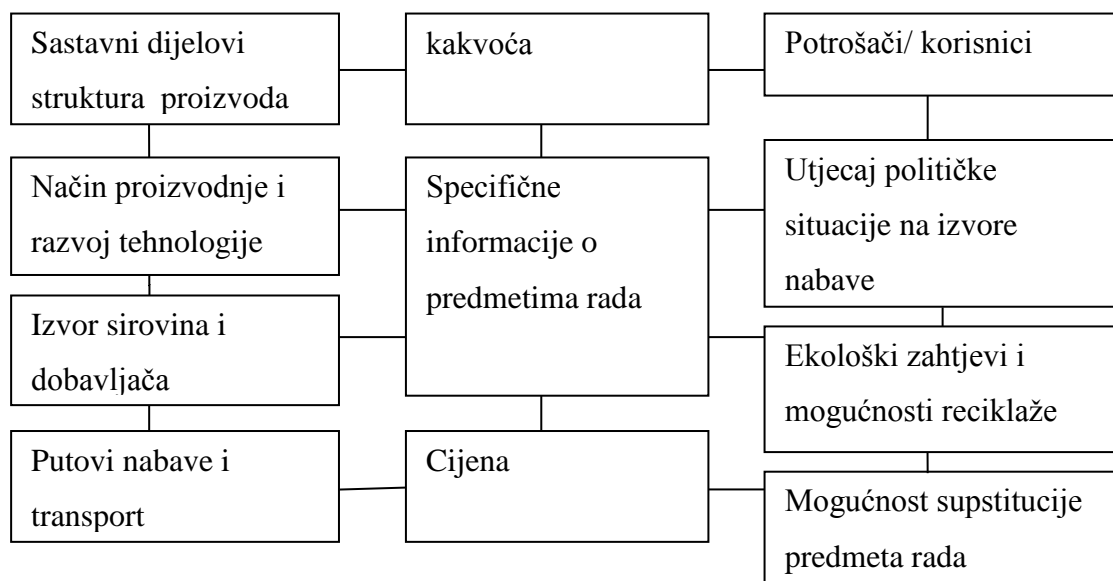 Sastavni dijelovi
struktura proizvoda
kakvoća
Potrošači/ korisnici
Način proizvodnje i
razvoj tehnologije
Specifične
informacije o
predmetima rada
Utjecaj političke
situacije na izvore
nabave
Izvor sirovina i
dobavljača
Ekološki zahtjevi i
mogućnosti reciklaže
Putovi nabave i
transport
Cijena
Mogućnost supstitucije
predmeta rada